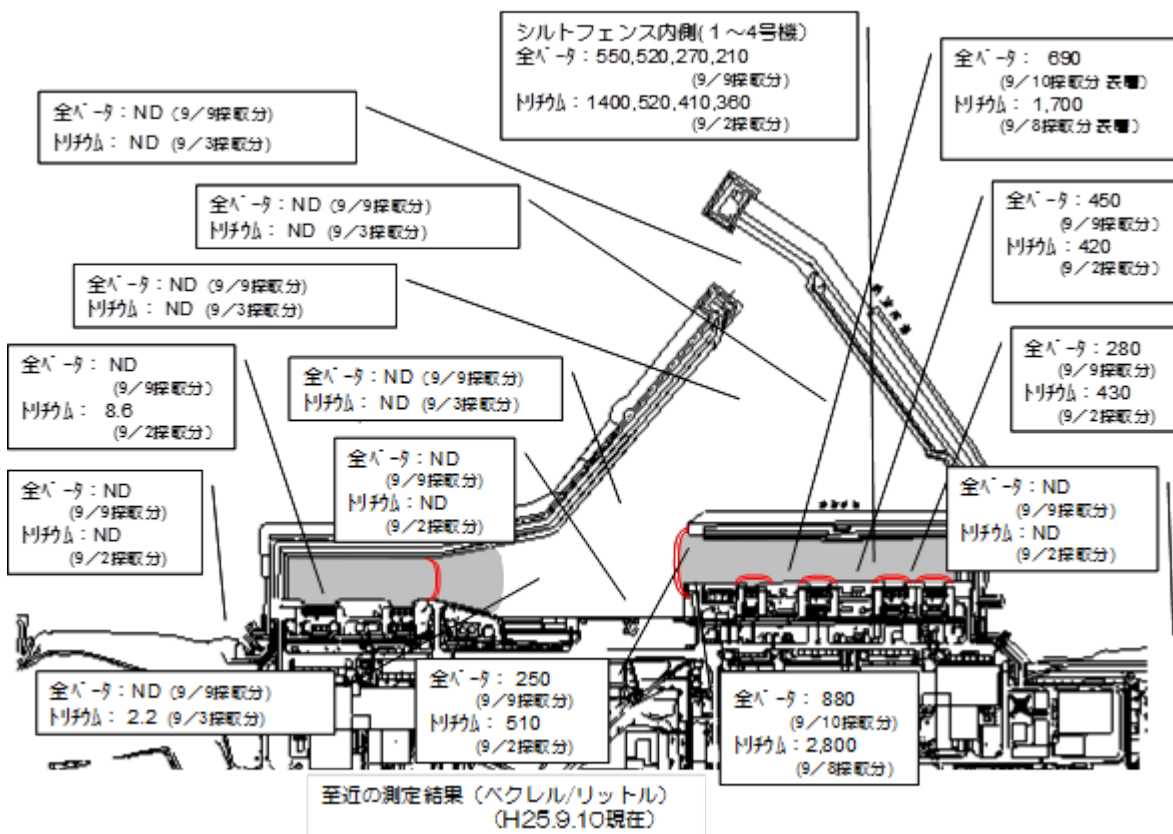 シルトフェンス内側(1～4号機)
全ベータ：550,520,270,210
(9/9採取分)
トリチウム：1400,520,410,360
(9/2採取分)
全ベータ： 690
(9/10採取分 表層)
トリチウム： 1,700
(9/8採取分 表層)
全ベータ：ND (9/9採取分)
トリチウム： ND (9/3採取分)
全ベータ：ND (9/9採取分)
トリチウム： ND (9/3採取分)
全ベータ：450
(9/9採取分)
トリチウム：420
(9/2採取分)
全ベータ：ND (9/9採取分)
トリチウム： ND (9/3採取分)
全ベータ： ND
(9/9採取分)
トリチウム： 8.6
(9/2採取分)
全ベータ：ND (9/9採取分)
トリチウム： ND (9/3採取分)
全ベータ：280
(9/9採取分)
トリチウム：430
(9/2採取分)
全ベータ：ND
(9/9採取分)
トリチウム：ND
(9/2採取分)
全ベータ：ND
(9/9採取分)
トリチウム：ND
(9/2採取分)
全ベータ：ND
(9/9採取分)
トリチウム：ND
(9/2採取分)
全ベータ：ND (9/9採取分)
トリチウム：2.2 (9/3採取分)
全ベータ：250
(9/9採取分)
トリチウム：510
(9/2採取分)
全ベータ：880
(9/10採取分)
トリチウム：2,800
(9/8採取分)
至近の測定結果（ベクレル/リットル）
(H25.9.10現在)